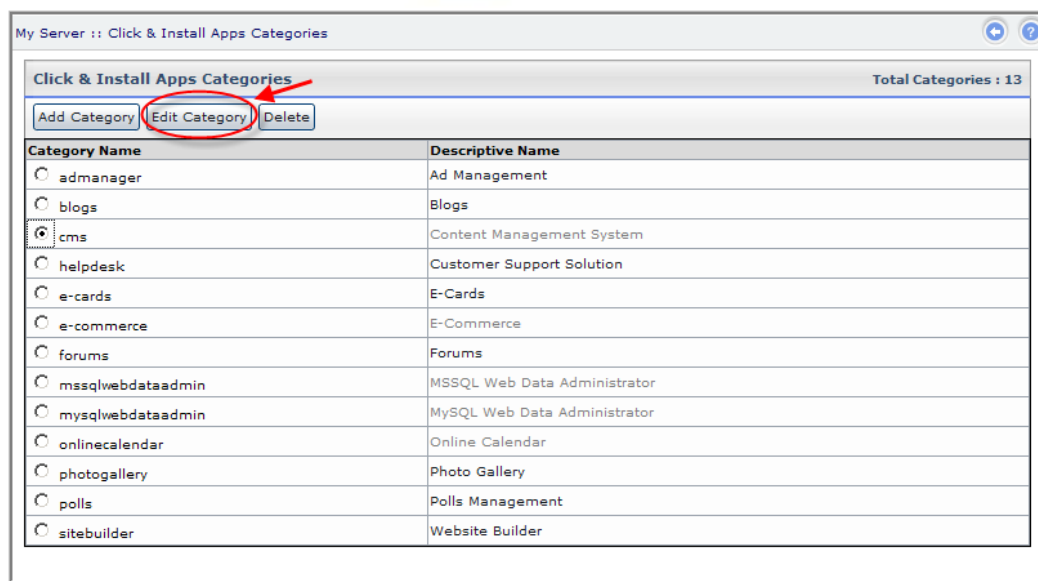 My Server :: Click & Install Apps Categories
Click & Install Apps Categories Total Categories : 13
Add Category Edit Category Delete
Category Name Descriptive Name
admanager Ad Management
blogs Blogs
cms Content Management System
helpdesk Customer Support Solution
e-cards E-Cards
e-commerce E-Commerce
forums Forums
mssqlwebdataadmin MSSQL Web Data Administrator
mysqlwebdataadmin MySQL Web Data Administrator
onlinecalendar Online Calendar
photogallery Photo Gallery
polls Polls Management
sitebuilder Website Builder